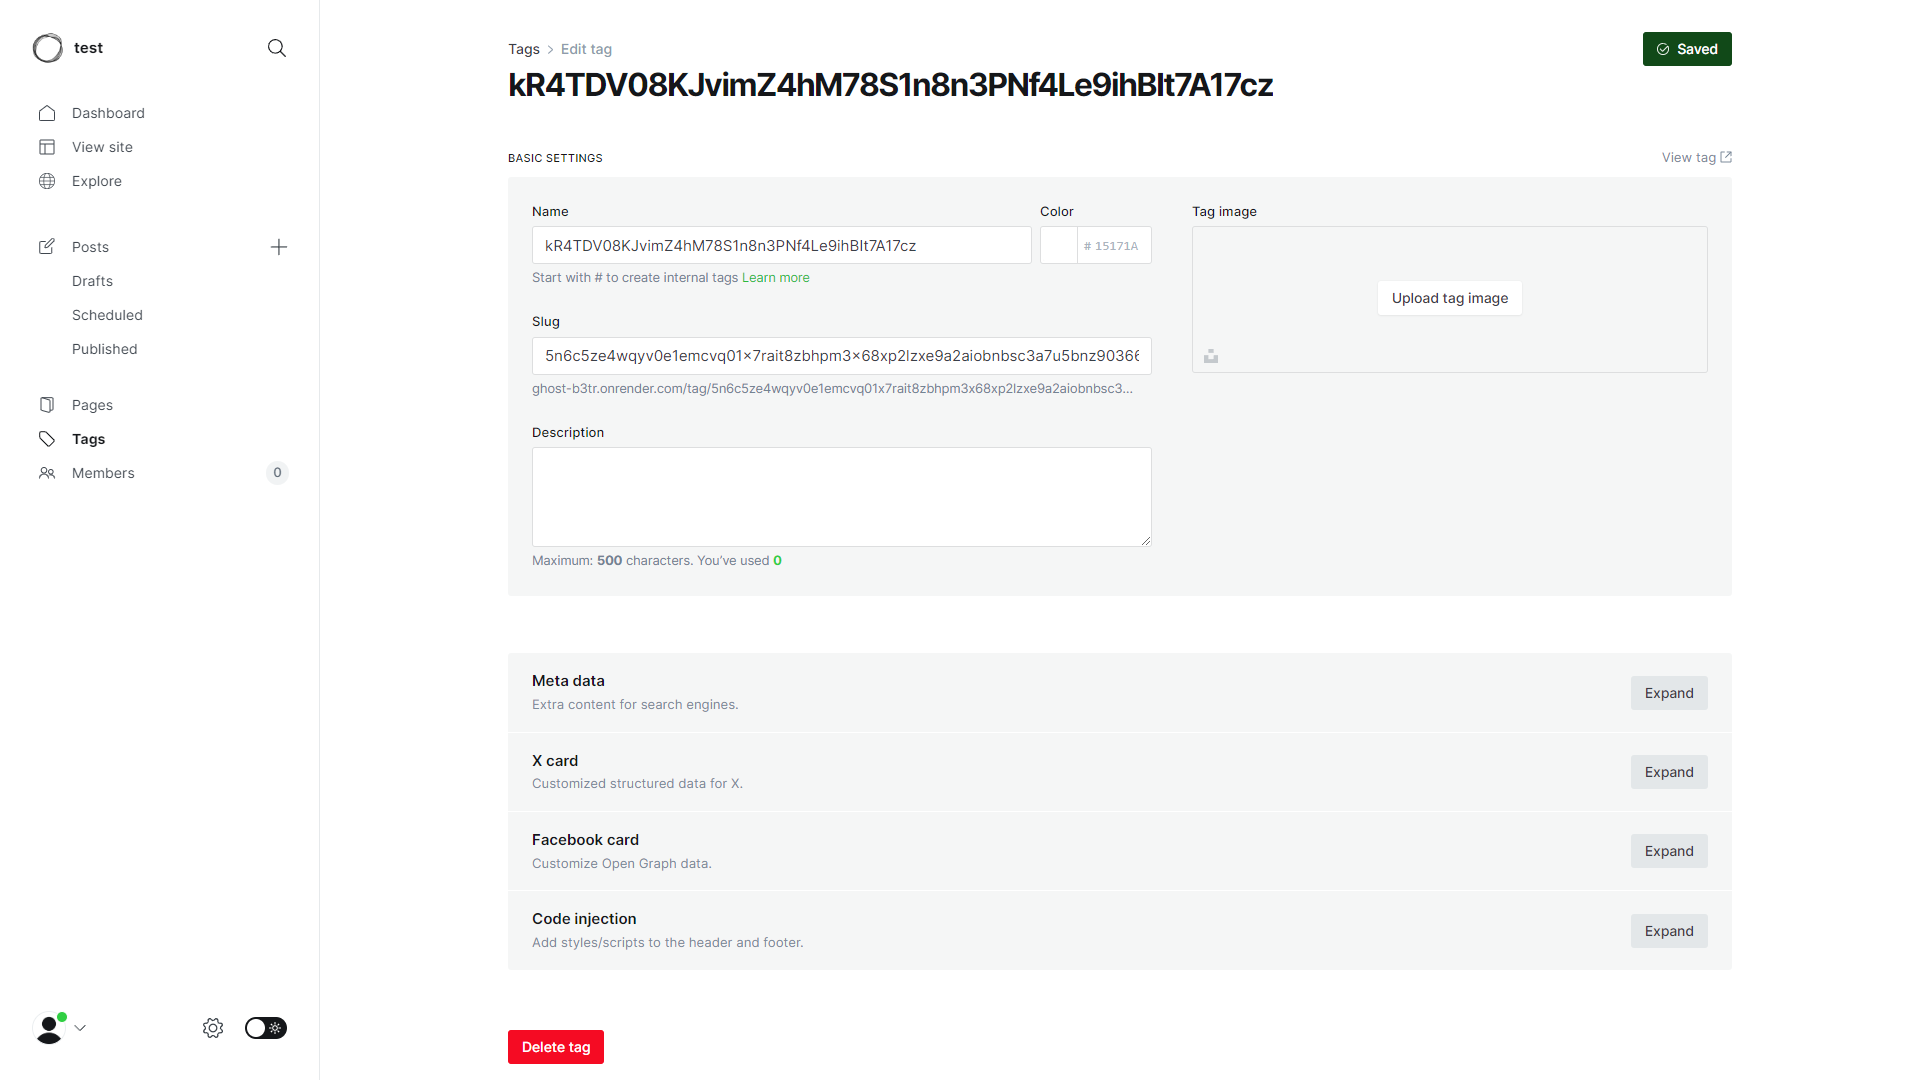 test
Dashboard
View site
Explore
Posts
Drafts
Scheduled
Published
Pages
Tags
Members 0
Tags > Edit tag
Saved
kR4TDV08KJvimZ4hM78S1n8n3PNf4Le9ihBIt7A17cz
BASIC SETTINGS
View tag
Name
kR4TDV08KJvimZ4hM78S1n8n3PNf4Le9ihBIt7A17cz
Start with # to create internal tags Learn more
Color
# 15171A
Tag image
Upload tag image
Slug
5n6c5ze4wqyv0e1emcvq01x7rait8zbhpm3x68xp2lzxe9a2aiobnbsc3a7u5bnz90366
ghost-b3tr.onrender.com/tag/5n6c5ze4wqyv0e1emcvq01x7rait8zbhpm3x68xp2lzxe9a2aiobnbsc3...
Description
Maximum: 500 characters. You’ve used 0
Meta data
Extra content for search engines.
Expand
X card
Customized structured data for X.
Expand
Facebook card
Customize Open Graph data.
Expand
Code injection
Add styles/scripts to the header and footer.
Expand
Delete tag